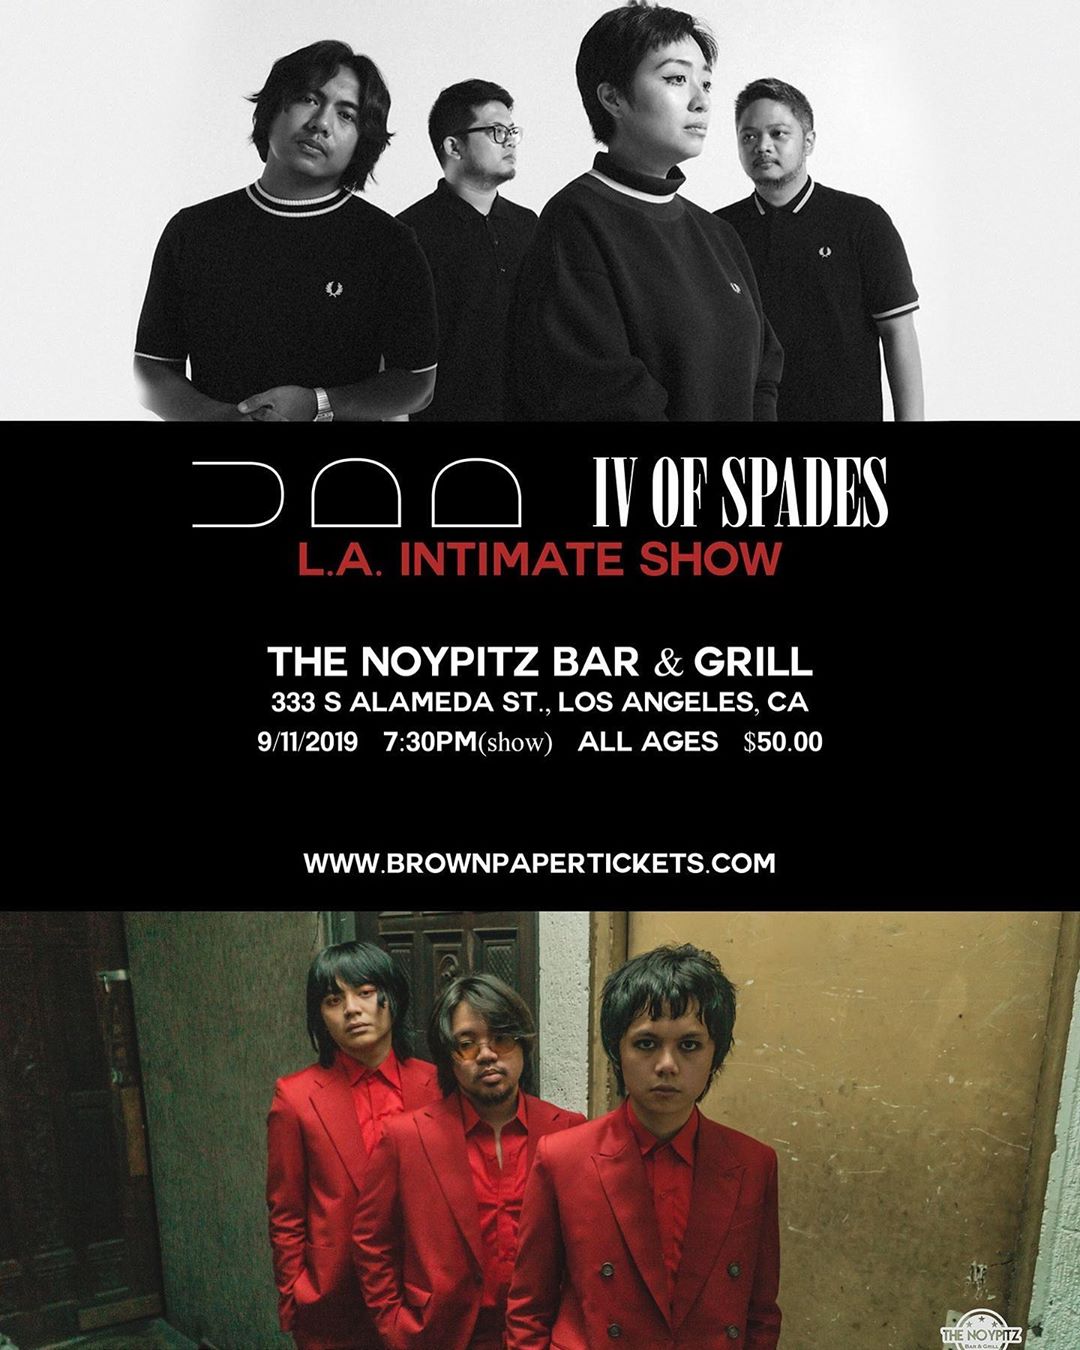 UDD IV OF SPADES
L.A. INTIMATE SHOW
THE NOYPITZ BAR & GRILL
333 S ALAMEDA ST., LOS ANGELES, CA
9/11/2019 7:30PM(show) ALL AGES $50.00
WWW.BROWNPAPERTICKETS.COM
THE NOYPITZ
BAR & GRILL